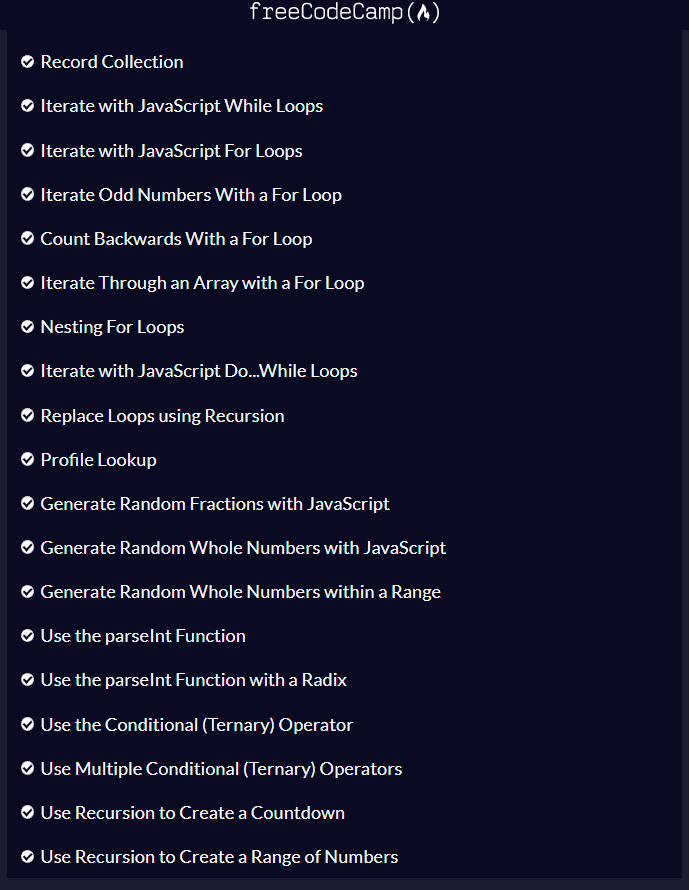 freeCodeCamp(🔥)
Record Collection
Iterate with JavaScript While Loops
Iterate with JavaScript For Loops
Iterate Odd Numbers With a For Loop
Count Backwards With a For Loop
Iterate Through an Array with a For Loop
Nesting For Loops
Iterate with JavaScript Do...While Loops
Replace Loops using Recursion
Profile Lookup
Generate Random Fractions with JavaScript
Generate Random Whole Numbers with JavaScript
Generate Random Whole Numbers within a Range
Use the parseInt Function
Use the parseInt Function with a Radix
Use the Conditional (Ternary) Operator
Use Multiple Conditional (Ternary) Operators
Use Recursion to Create a Countdown
Use Recursion to Create a Range of Numbers